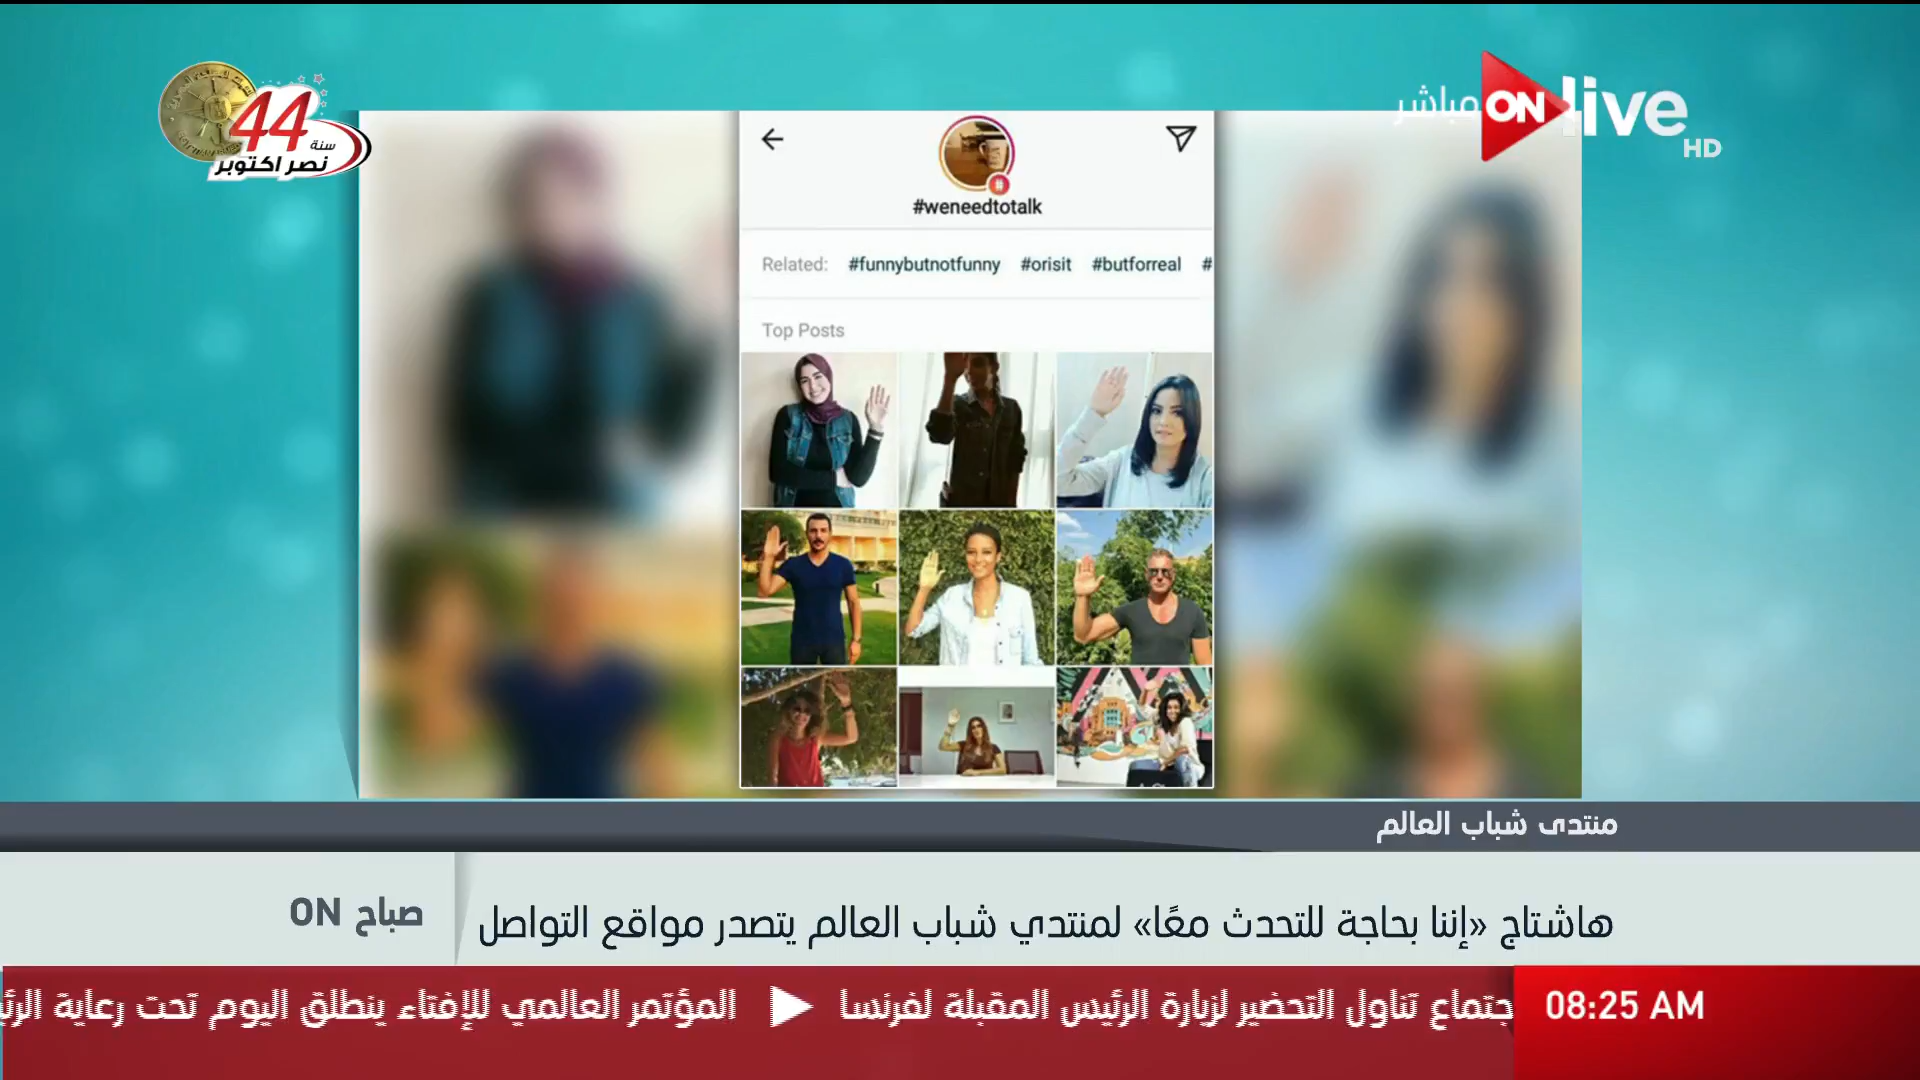 44
سنة
نصر اكتوبر
مباشر ON live
HD
#weneedtotalk
Related: #funnybutnotfunny #orisit #butforreal #
Top Posts
منتدى شباب العالم
هاشتاج «إننا بحاجة للتحدث معًا» لمنتدي شباب العالم يتصدر مواقع التواصل
صباح ON
جتماع تناول التحضير لزيارة الرئيس المقبلة لفرنسا
المؤتمر العالمي للإفتاء ينطلق اليوم تحت رعاية
08:25 AM